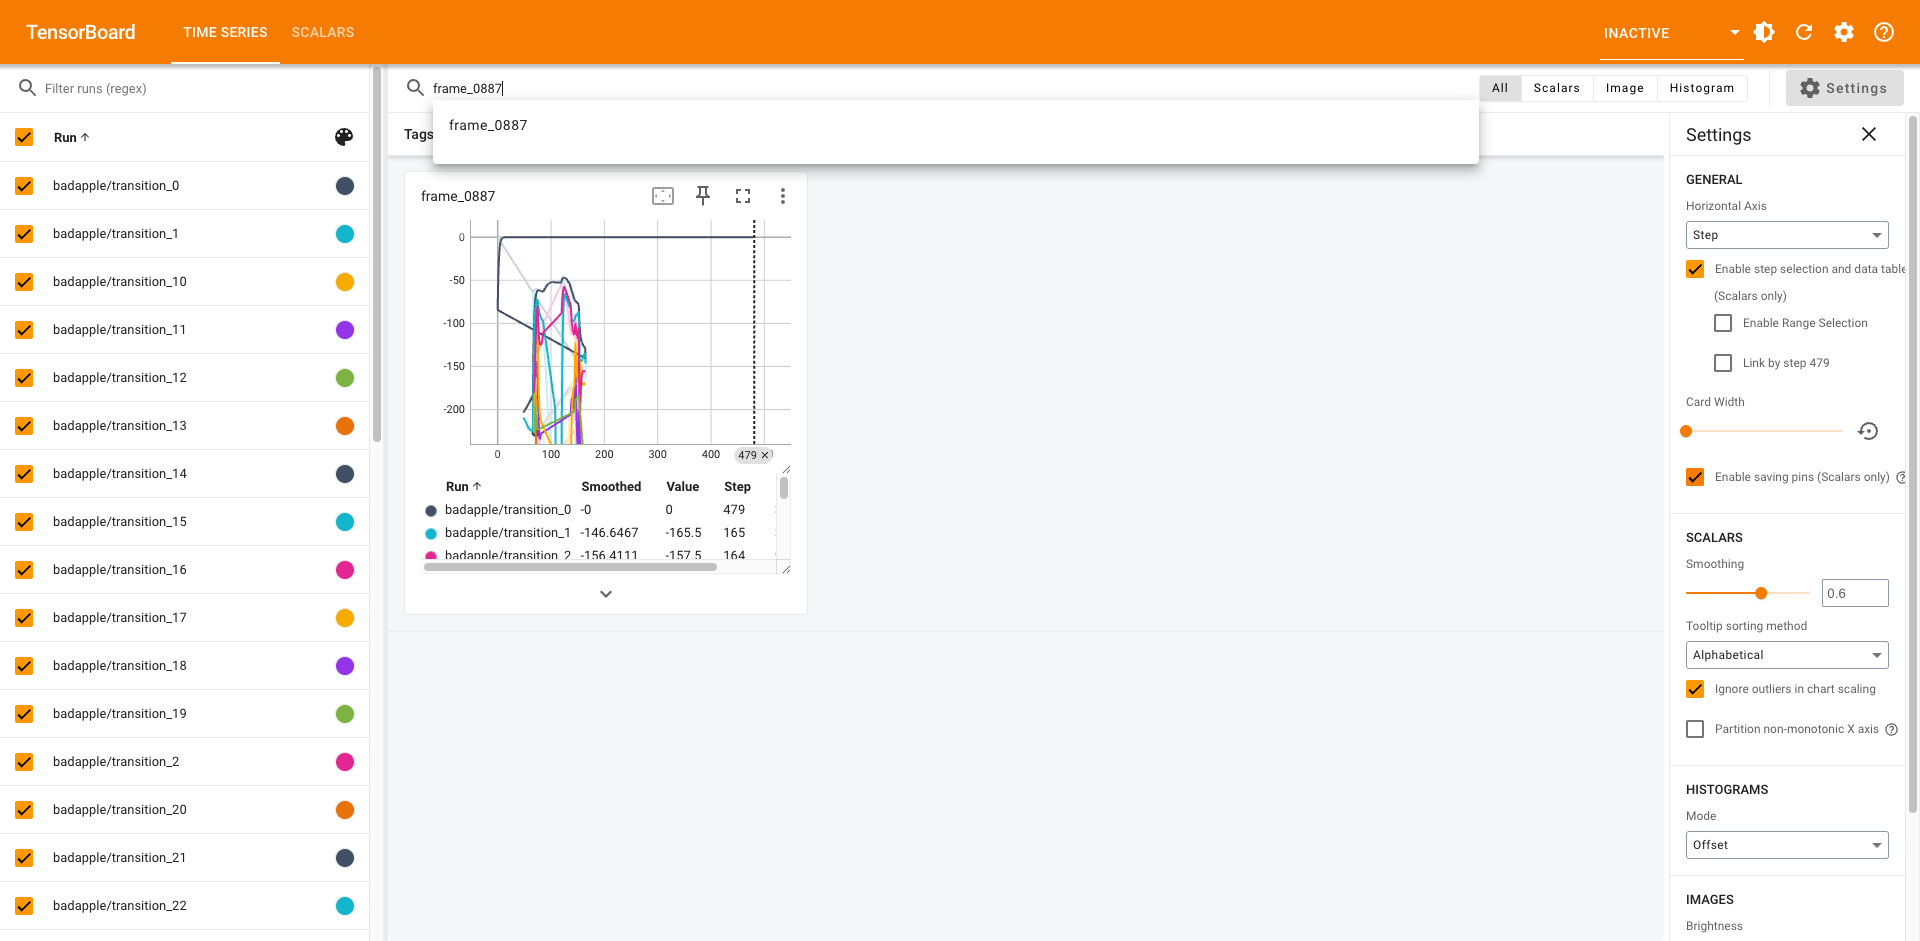 TensorBoard
TIME SERIES
SCALARS
INACTIVE
Filter runs (regex)
frame_0887
All
Scalars
Image
Histogram
Settings
frame_0887
Run
Tags
badapple/transition_0
badapple/transition_1
badapple/transition_10
badapple/transition_11
badapple/transition_12
badapple/transition_13
badapple/transition_14
badapple/transition_15
badapple/transition_16
badapple/transition_17
badapple/transition_18
badapple/transition_19
badapple/transition_2
badapple/transition_20
badapple/transition_21
badapple/transition_22
frame_0887
0
-50
-100
-150
-200
0 100 200 300 400 479
Run Smoothed Value Step
badapple/transition_0 -0 0 479
badapple/transition_1 -146.6467 -165.5 165
badapple/transition_2 -156.4111 -157.5 164
Settings
GENERAL
Horizontal Axis
Step
Enable step selection and data table
(Scalars only)
Enable Range Selection
Link by step 479
Card Width
Enable saving pins (Scalars only)
SCALARS
Smoothing
0.6
Tooltip sorting method
Alphabetical
Ignore outliers in chart scaling
Partition non-monotonic X axis
HISTOGRAMS
Mode
Offset
IMAGES
Brightness